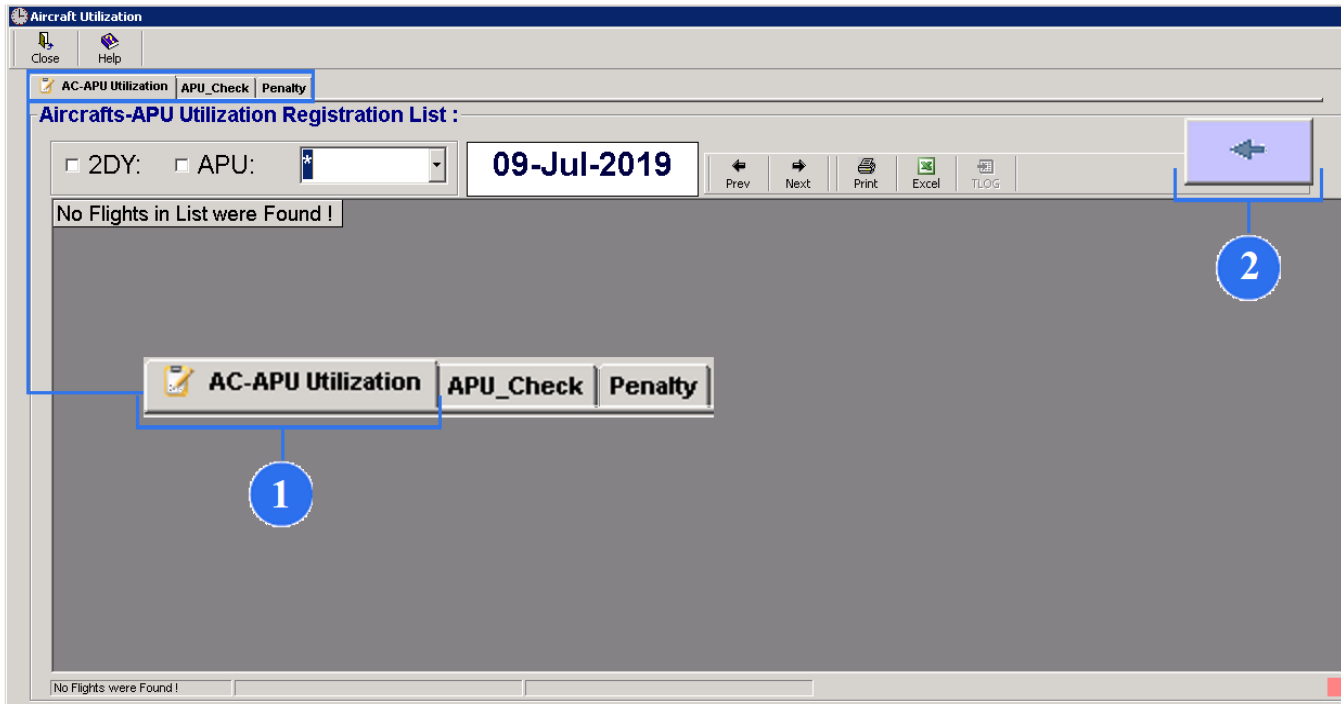 Aircraft Utilization
Close Help
AC-APU Utilization APU_Check Penalty
Aircrafts-APU Utilization Registration List :
2DY: APU: * 09-Jul-2019 Prev Next Print Excel TLOG
No Flights in List were Found !
2
AC-APU Utilization APU_Check Penalty
1
No Flights were Found !